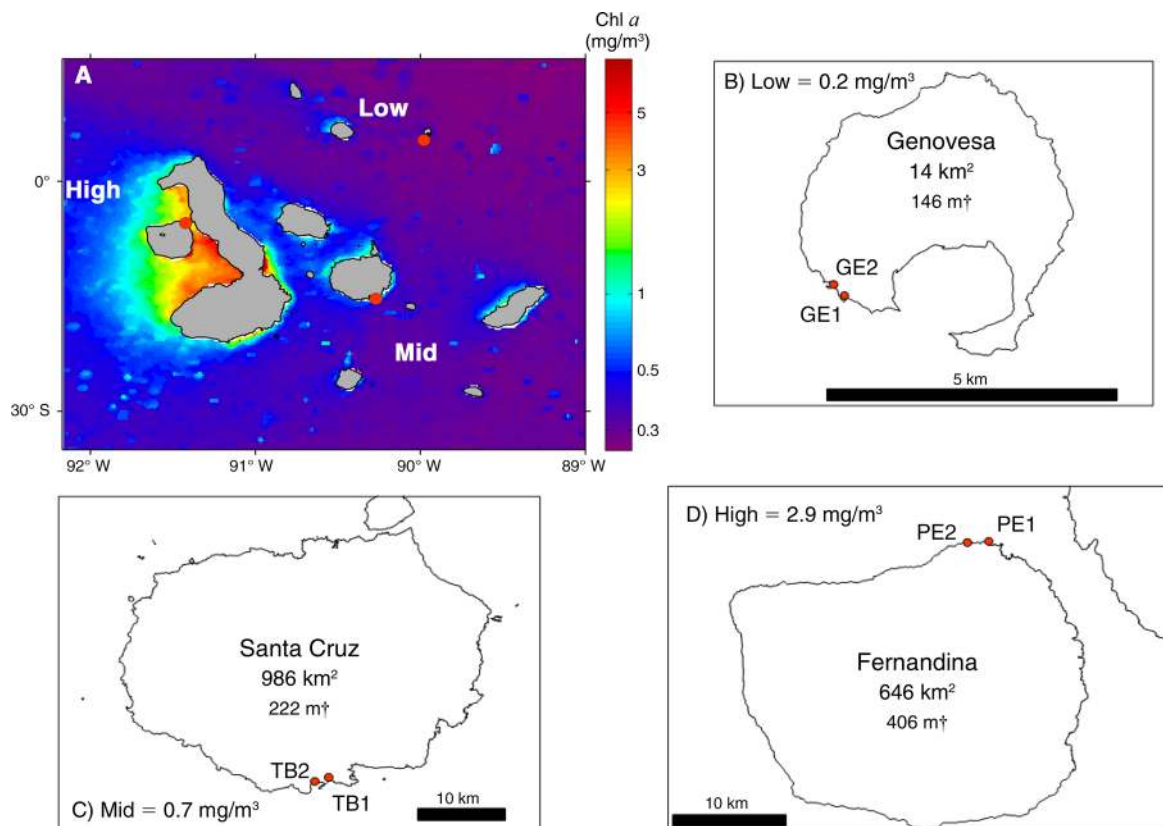 Chl a
(mg/m³)
A
Low
High
Mid
0°
30° S
92° W
91° W
90° W
89° W
5
3
1
0.5
0.3
B) Low = 0.2 mg/m³
Genovesa
14 km²
146 m†
GE2
GE1
5 km
Santa Cruz
986 km²
222 m†
TB2
TB1
C) Mid = 0.7 mg/m³
10 km
D) High = 2.9 mg/m³
PE2
PE1
Fernandina
646 km²
406 m†
10 km